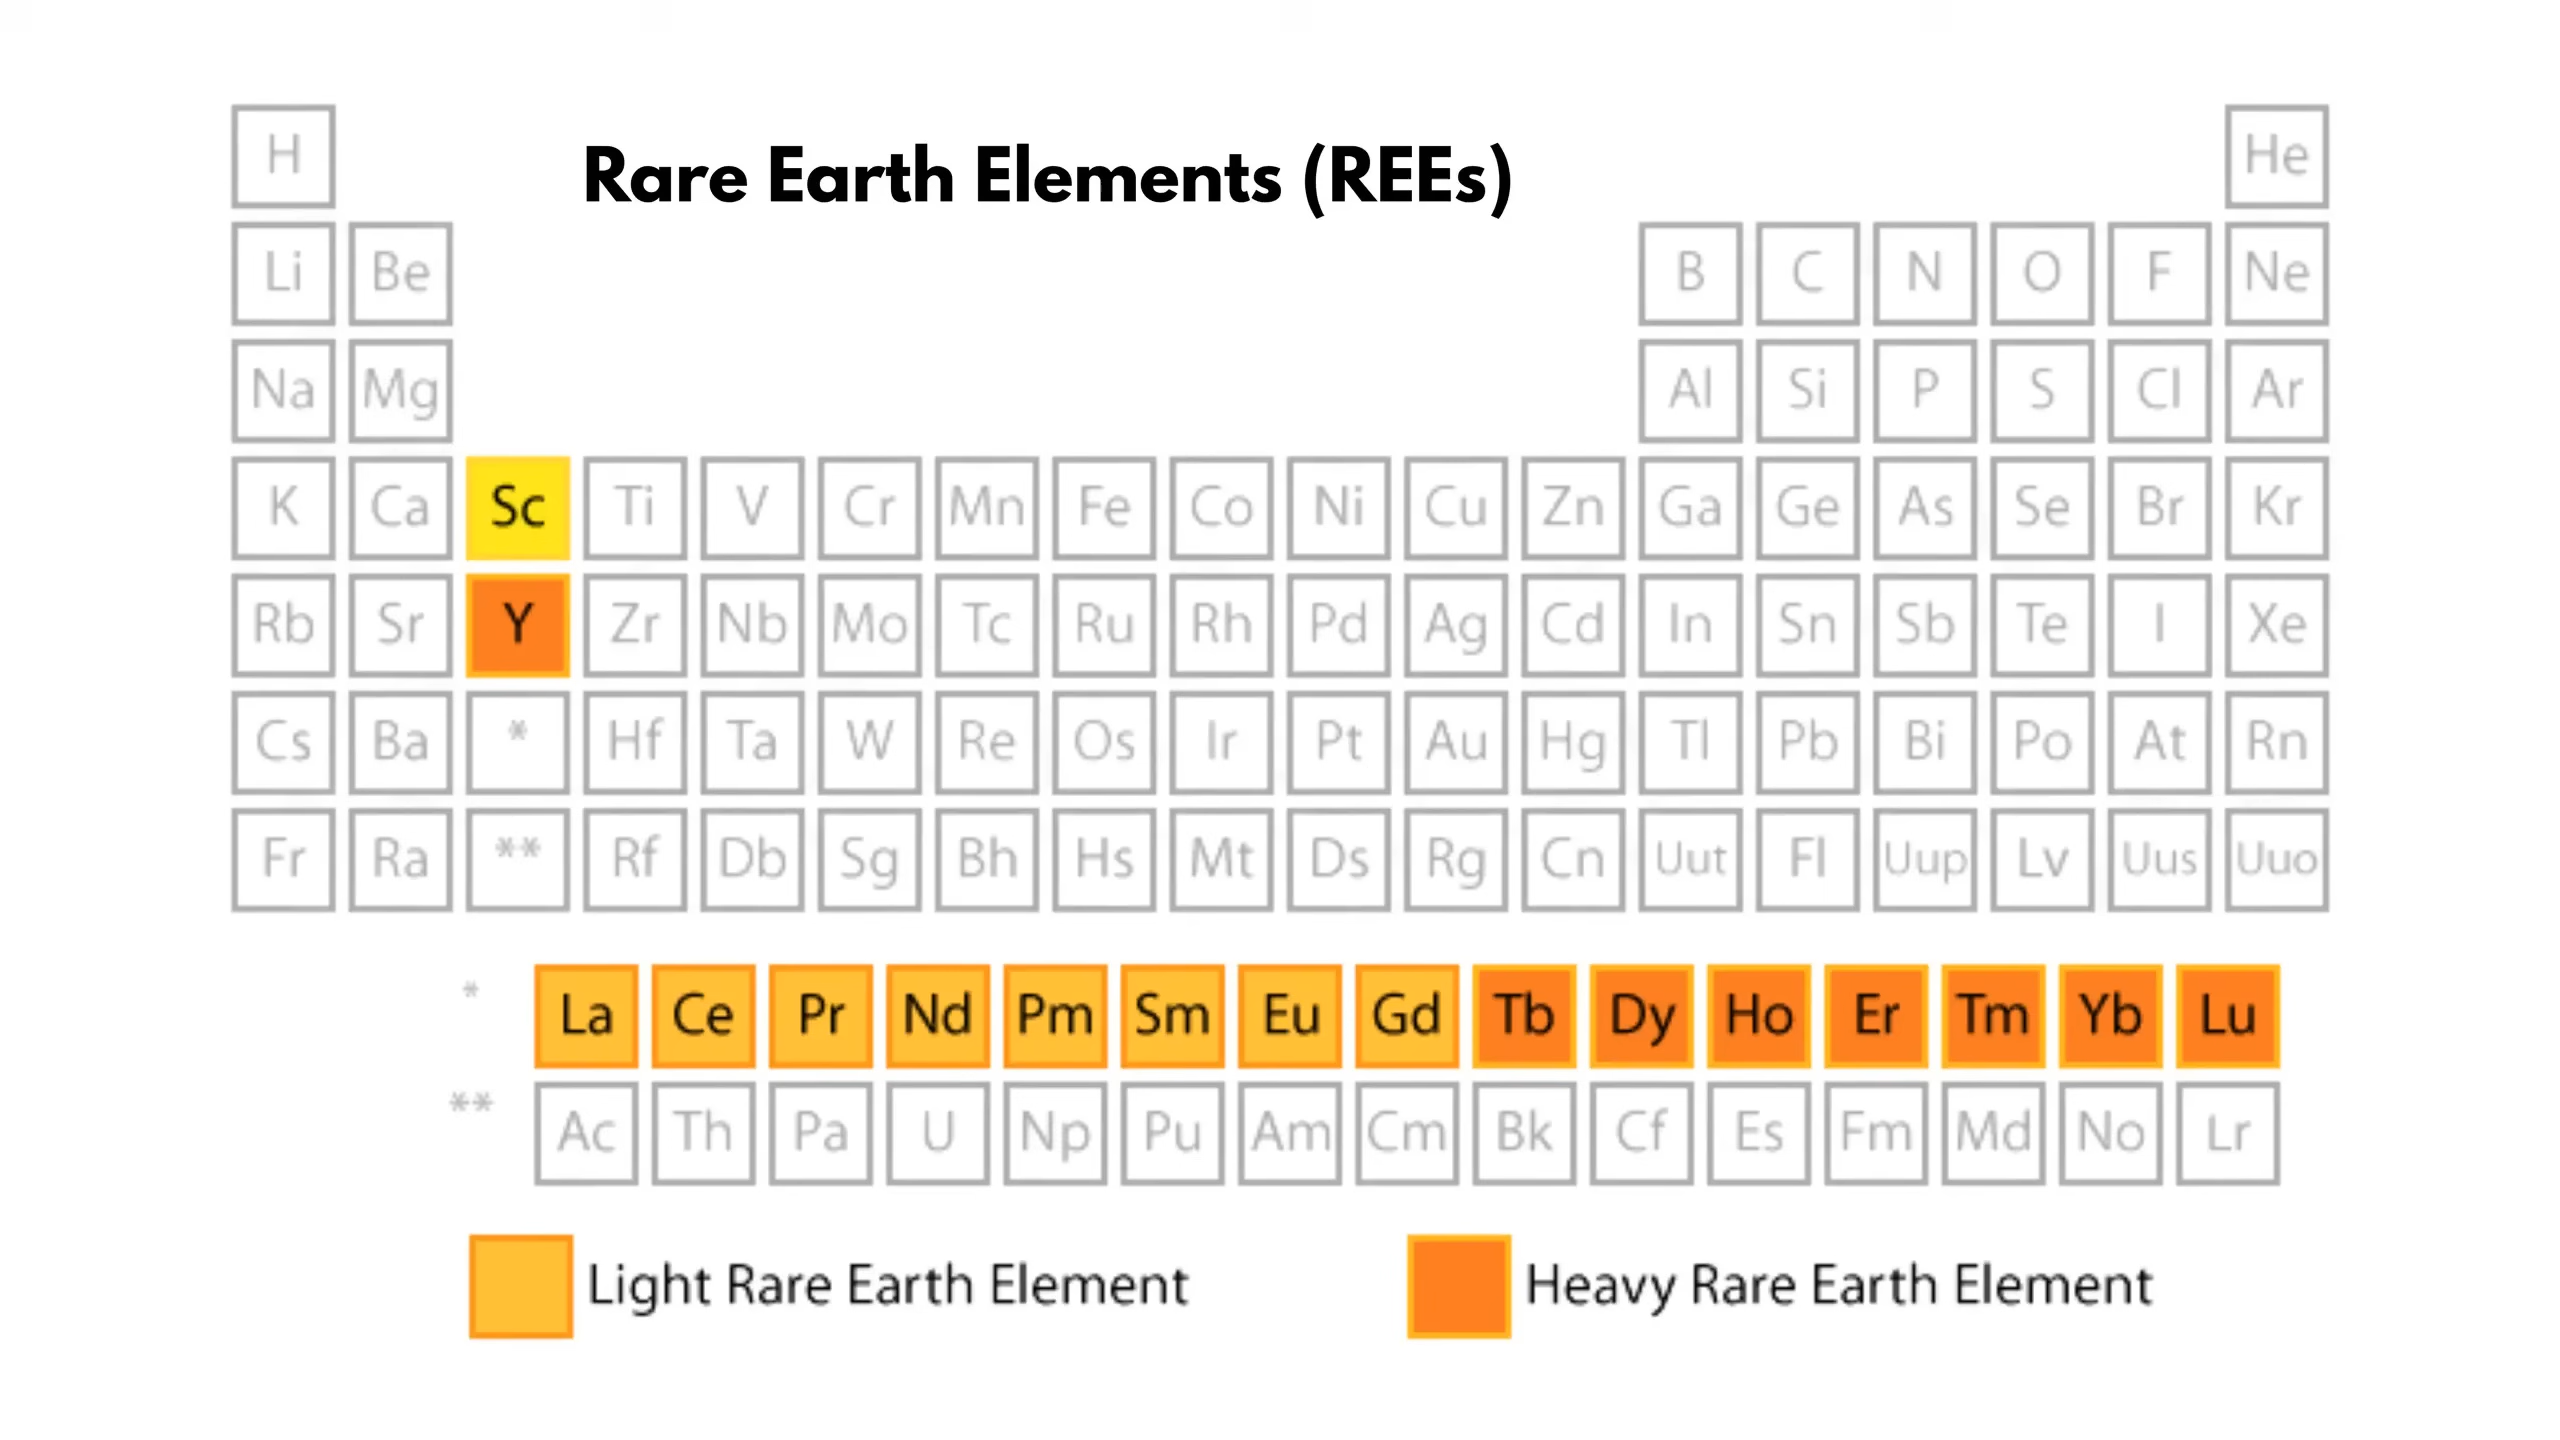 H He
Rare Earth Elements (REEs)
Li Be B C N O F Ne
Na Mg Al Si P S Cl Ar
K Ca Sc Ti V Cr Mn Fe Co Ni Cu Zn Ga Ge As Se Br Kr
Rb Sr Y Zr Nb Mo Tc Ru Rh Pd Ag Cd In Sn Sb Te I Xe
Cs Ba * Hf Ta W Re Os Ir Pt Au Hg Tl Pb Bi Po At Rn
Fr Ra ** Rf Db Sg Bh Hs Mt Ds Rg Cn Uut Fl Uup Lv Uus Uuo
* La Ce Pr Nd Pm Sm Eu Gd Tb Dy Ho Er Tm Yb Lu
** Ac Th Pa U Np Pu Am Cm Bk Cf Es Fm Md No Lr
Light Rare Earth Element Heavy Rare Earth Element